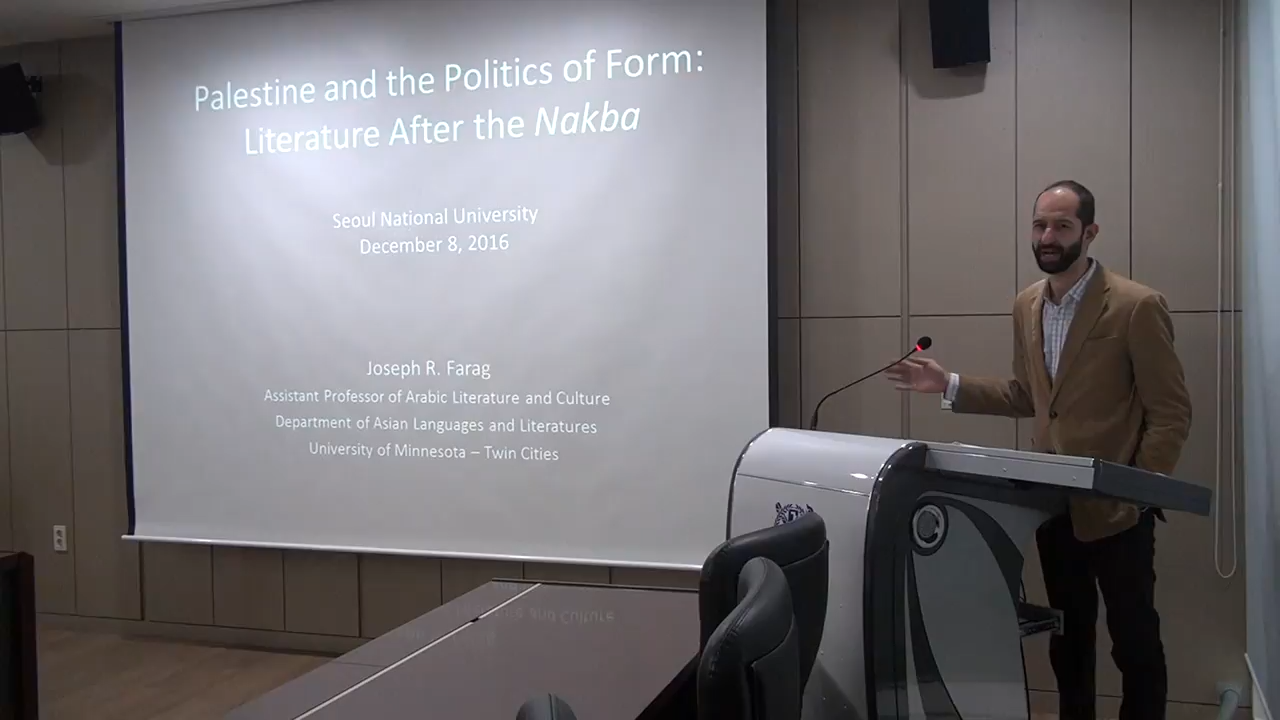 Palestine and the Politics of Form:
Literature After the Nakba
Seoul National University
December 8, 2016
Joseph R. Farag
Assistant Professor of Arabic Literature and Culture
Department of Asian Languages and Literatures
University of Minnesota – Twin Cities